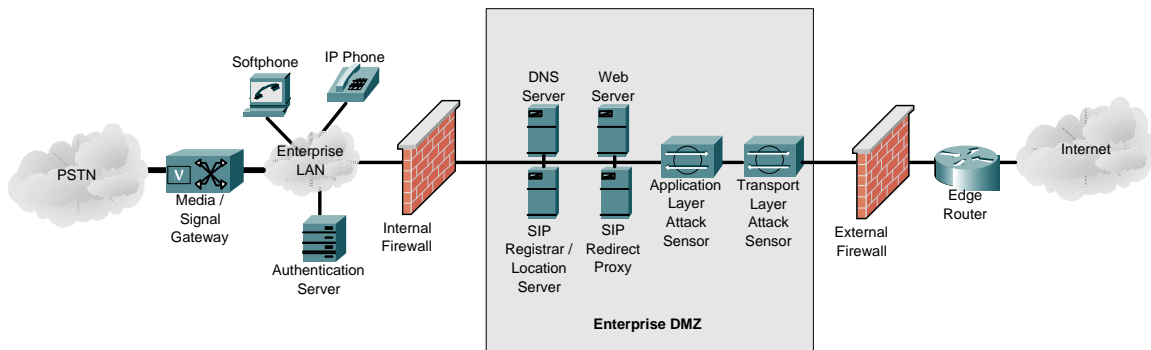 Softphone
IP Phone
DNS
Server
Web
Server
PSTN
V
Media /
Signal
Gateway
Enterprise
LAN
Authentication
Server
Internal
Firewall
SIP
Registrar /
Location
Server
SIP
Redirect
Proxy
Application
Layer
Attack
Sensor
Transport
Layer
Attack
Sensor
Enterprise DMZ
External
Firewall
Edge
Router
Internet